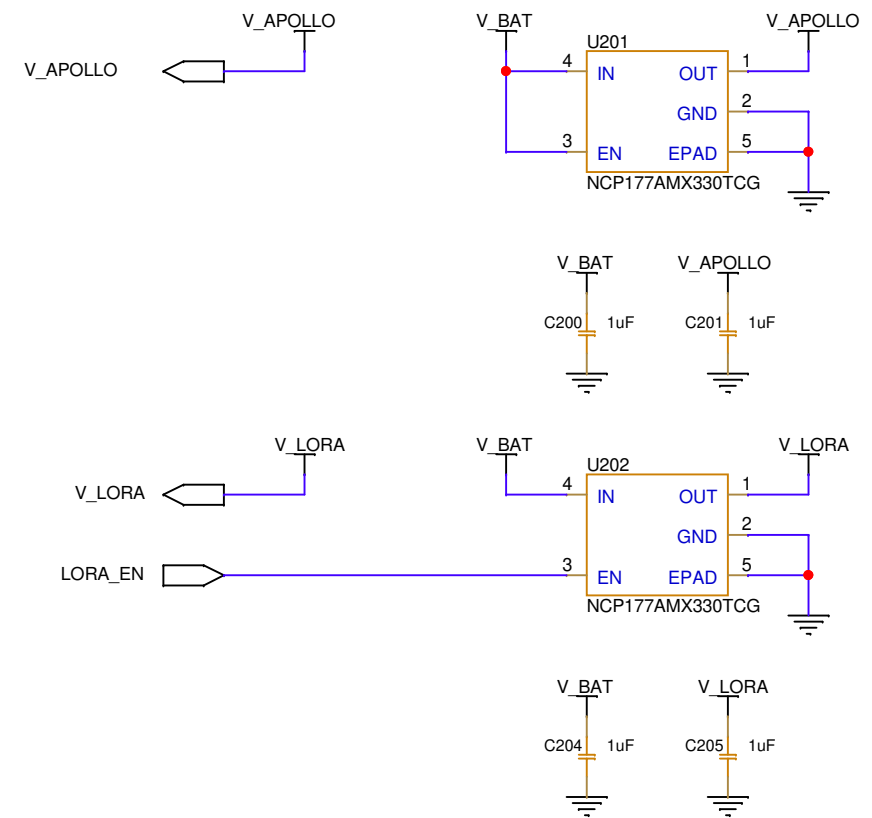 V_APOLLO
V_BAT
V_APOLLO
V_APOLLO
U201
4 IN OUT 1
GND 2
3 EN EPAD 5
NCP177AMX330TCG
V_BAT
V_APOLLO
C200 1uF
C201 1uF
V_LORA
V_BAT
V_LORA
V_LORA
U202
4 IN OUT 1
GND 2
LORA_EN
3 EN EPAD 5
NCP177AMX330TCG
V_BAT
V_LORA
C204 1uF
C205 1uF